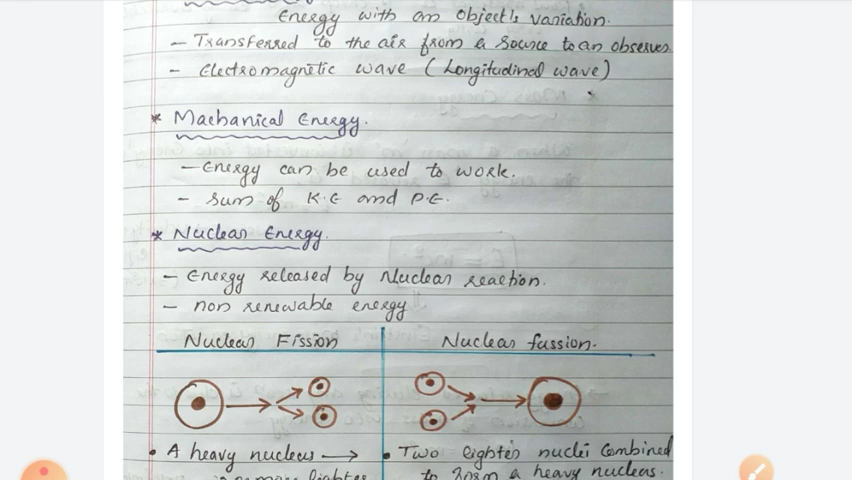 Energy with an Object's variation.
- Transferred to the air from a source to an observer
- Electromagnetic wave (Longitudinal wave)
* Mechanical Energy.
- Energy can be used to work.
- Sum of K.E and P.E.
* Nuclear Energy.
- Energy released by Nuclear reaction.
- non renewable energy
Nuclear Fission
Nuclear fussion.
• A heavy nucleus →
• Two lighter nuclei Combined
to form a heavy nucleus.